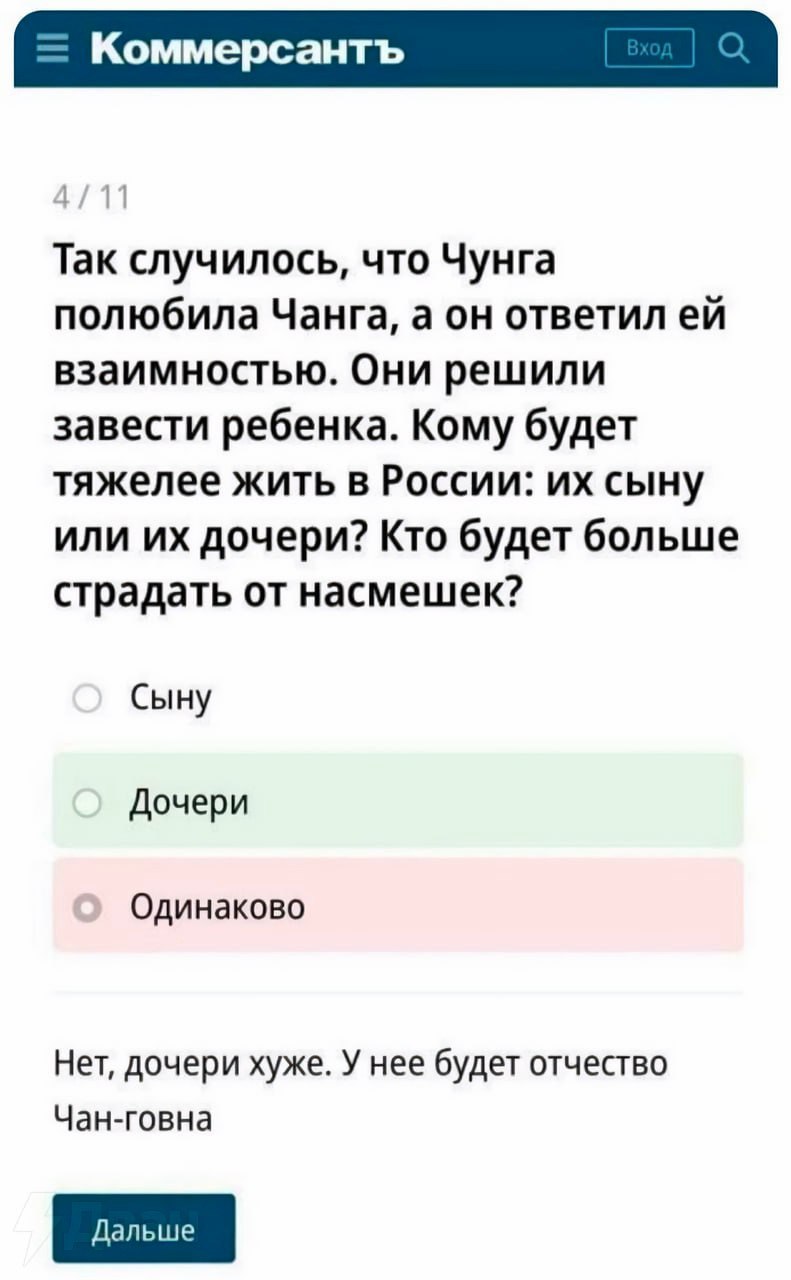 Коммерсантъ
Вход
4 / 11
Так случилось, что Чунга
полюбила Чанга, а он ответил ей
взаимностью. Они решили
завести ребенка. Кому будет
тяжелее жить в России: их сыну
или их дочери? Кто будет больше
страдать от насмешек?
Сыну
Дочери
Одинаково
Нет, дочери хуже. У нее будет отчество
Чан-говна
Дальше